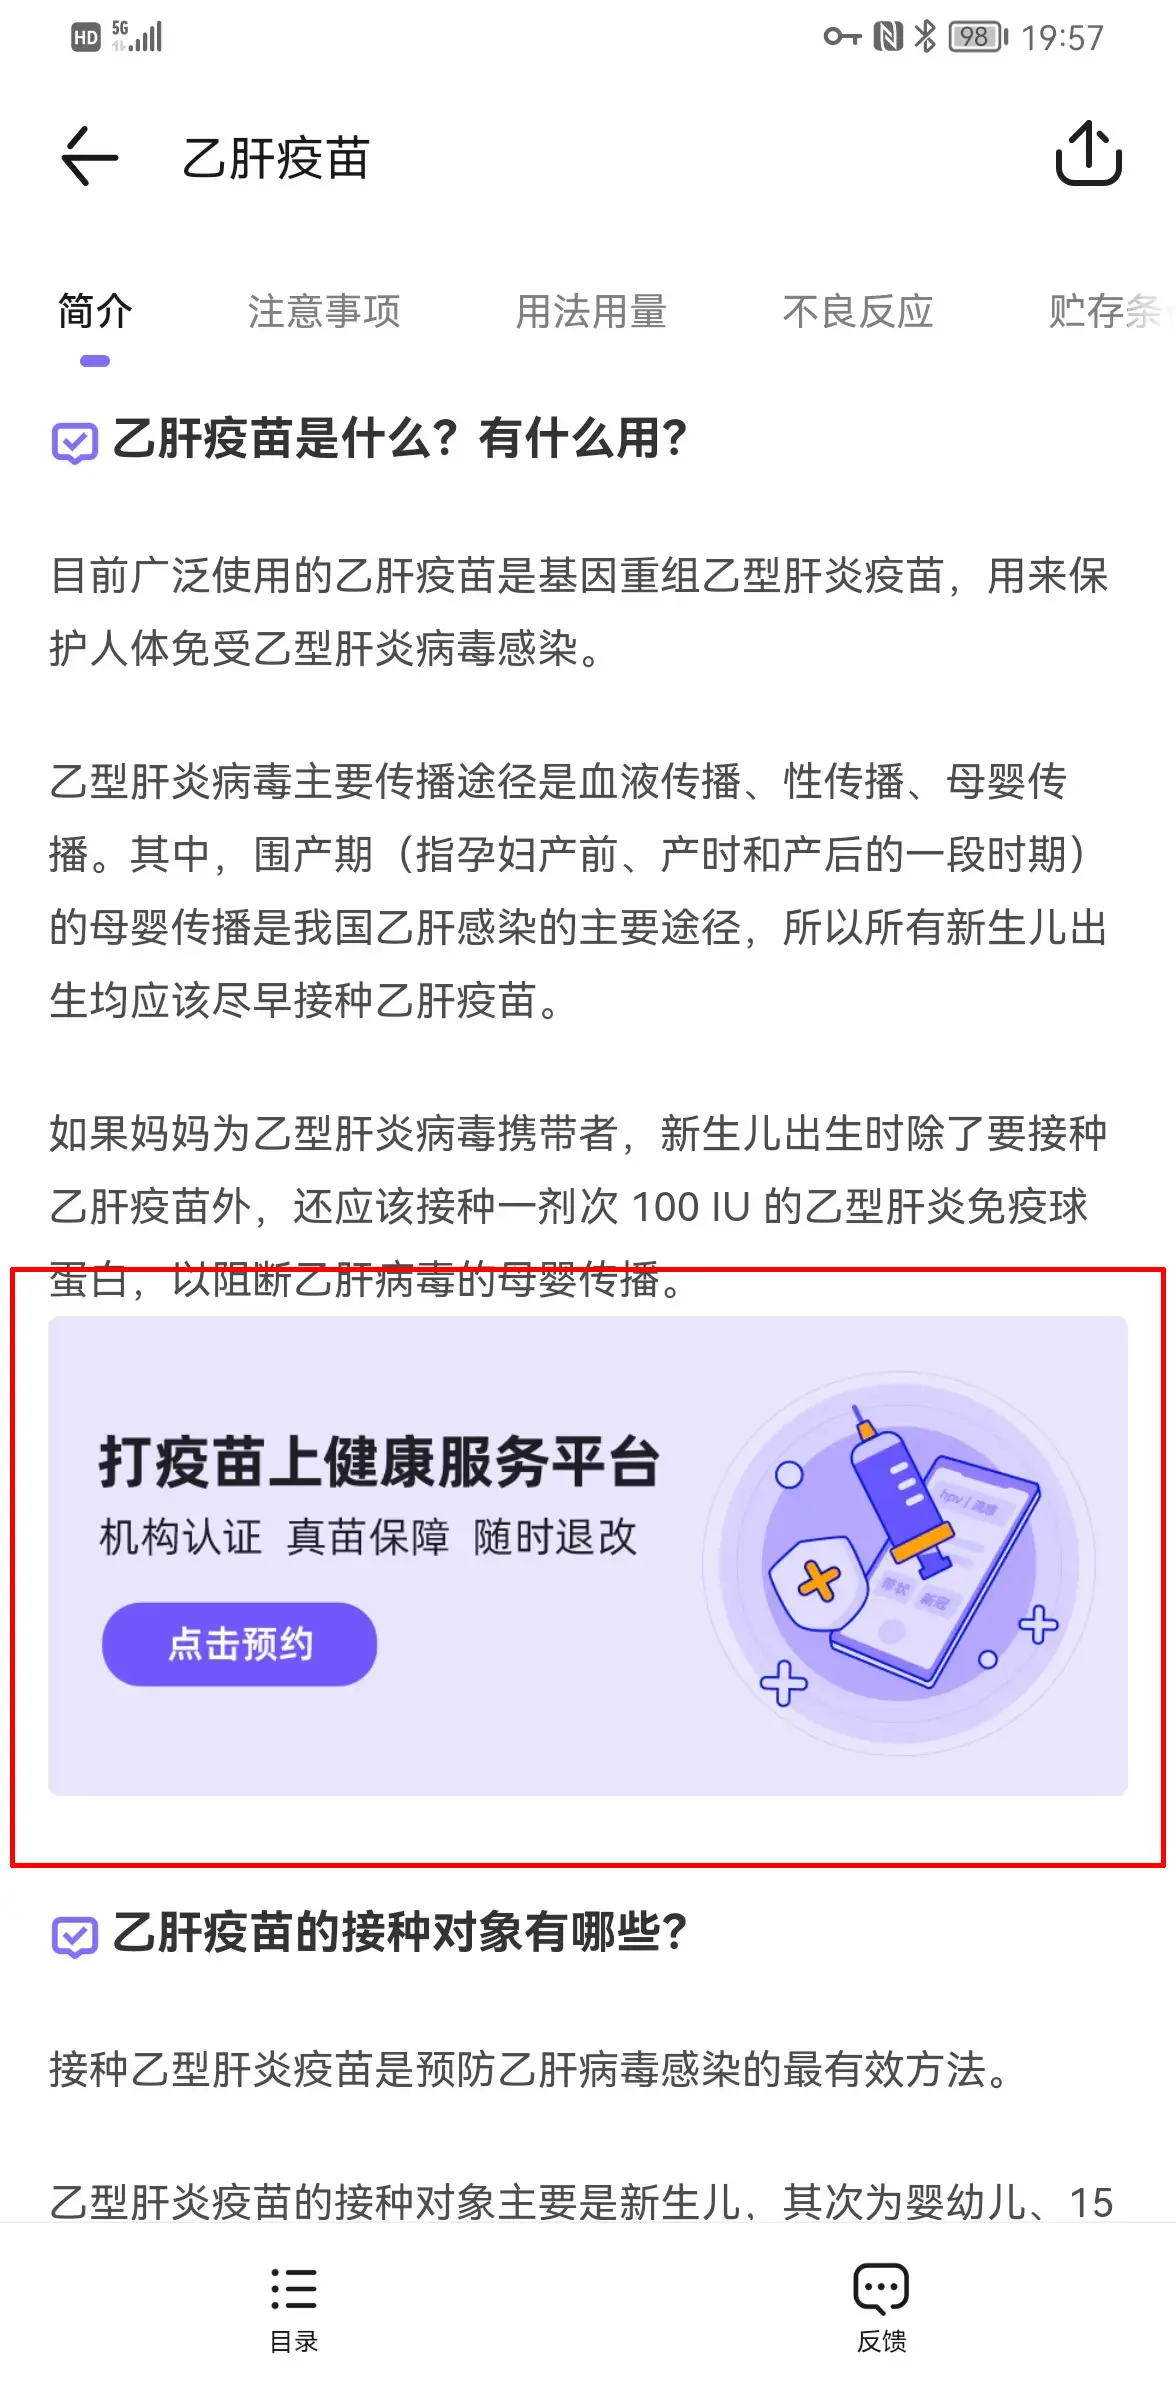 HD 5G 98 19:57
乙肝疫苗
简介 注意事项 用法用量 不良反应 贮存条
乙肝疫苗是什么？有什么用？
目前广泛使用的乙肝疫苗是基因重组乙型肝炎疫苗，用来保
护人体免受乙型肝炎病毒感染。
乙型肝炎病毒主要传播途径是血液传播、性传播、母婴传
播。其中，围产期（指孕妇产前、产时和产后的一段时期）
的母婴传播是我国乙肝感染的主要途径，所以所有新生儿出
生均应该尽早接种乙肝疫苗。
如果妈妈为乙型肝炎病毒携带者，新生儿出生时除了要接种
乙肝疫苗外，还应该接种一剂次 100 IU 的乙型肝炎免疫球
蛋白，以阻断乙肝病毒的母婴传播。
打疫苗上健康服务平台
机构认证 真苗保障 随时退改
点击预约
hpv | 流感
带状 新冠
乙肝疫苗的接种对象有哪些？
接种乙型肝炎疫苗是预防乙肝病毒感染的最有效方法。
乙型肝炎疫苗的接种对象主要是新生儿，其次为婴幼儿、15
目录 反馈